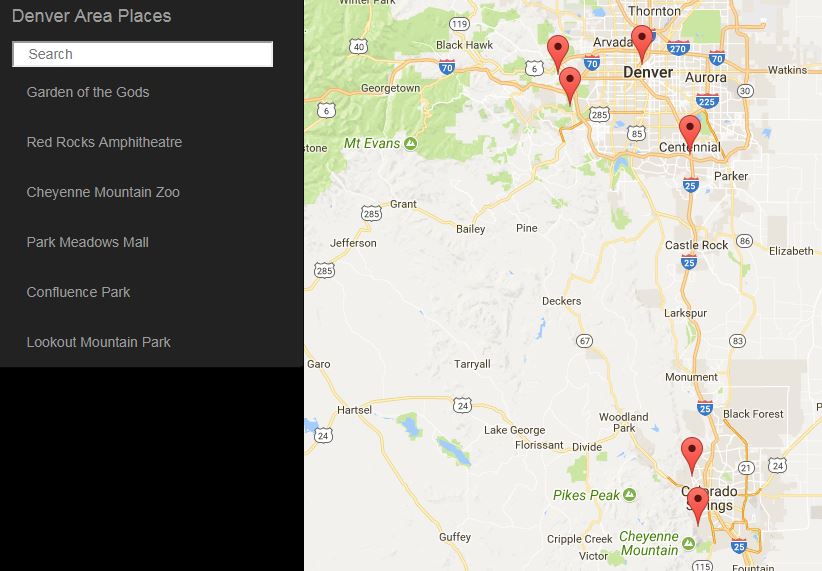 Denver Area Places
Search
Garden of the Gods
Red Rocks Amphitheatre
Cheyenne Mountain Zoo
Park Meadows Mall
Confluence Park
Lookout Mountain Park
Winter Park
Thornton
119
40
Black Hawk
Arvada
270
70
6
70
70
Denver
Watkins
Aurora
Georgetown
30
225
6
285
85
Mt Evans
Centennial
stone
Parker
25
Grant
285
Bailey
Pine
Jefferson
Castle Rock
86
Elizabeth
25
285
Deckers
Larkspur
67
83
Garo
Tarryall
Monument
Hartsel
24
25
Black Forest
Woodland
Park
24
Lake George
Florissant
Divide
21
24
Colorado
Springs
Pikes Peak
Guffey
Cripple Creek
Cheyenne
Mountain
25
Victor
115
Fountain